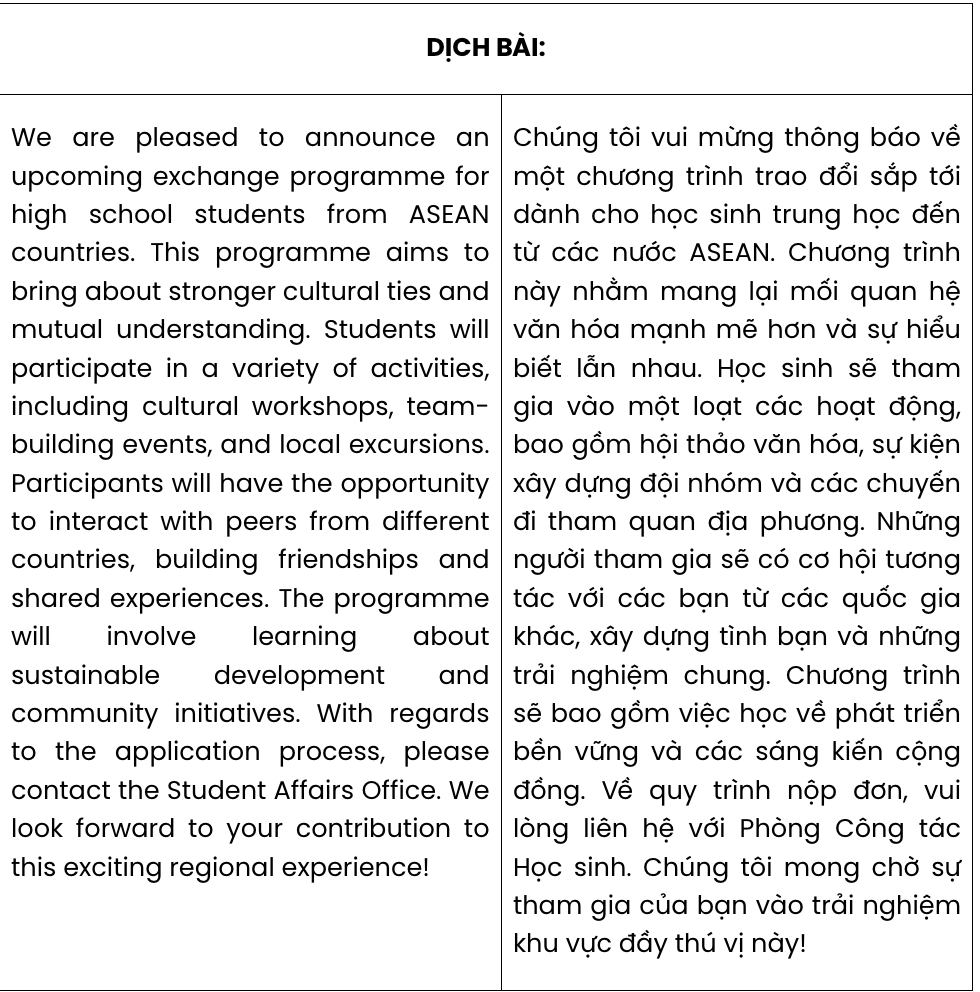 DỊCH BÀI:
We are pleased to announce an
upcoming exchange programme for
high school students from ASEAN
countries. This programme aims to
bring about stronger cultural ties and
mutual understanding. Students will
participate in a variety of activities,
including cultural workshops, team-
building events, and local excursions.
Participants will have the opportunity
to interact with peers from different
countries, building friendships and
shared experiences. The programme
will involve learning about
sustainable development and
community initiatives. With regards
to the application process, please
contact the Student Affairs Office. We
look forward to your contribution to
this exciting regional experience!
Chúng tôi vui mừng thông báo về
một chương trình trao đổi sắp tới
dành cho học sinh trung học đến
từ các nước ASEAN. Chương trình
này nhằm mang lại mối quan hệ
văn hóa mạnh mẽ hơn và sự hiểu
biết lẫn nhau. Học sinh sẽ tham
gia vào một loạt các hoạt động,
bao gồm hội thảo văn hóa, sự kiện
xây dựng đội nhóm và các chuyến
đi tham quan địa phương. Những
người tham gia sẽ có cơ hội tương
tác với các bạn từ các quốc gia
khác, xây dựng tình bạn và những
trải nghiệm chung. Chương trình
sẽ bao gồm việc học về phát triển
bền vững và các sáng kiến cộng
đồng. Về quy trình nộp đơn, vui
lòng liên hệ với Phòng Công tác
Học sinh. Chúng tôi mong chờ sự
tham gia của bạn vào trải nghiệm
khu vực đầy thú vị này!